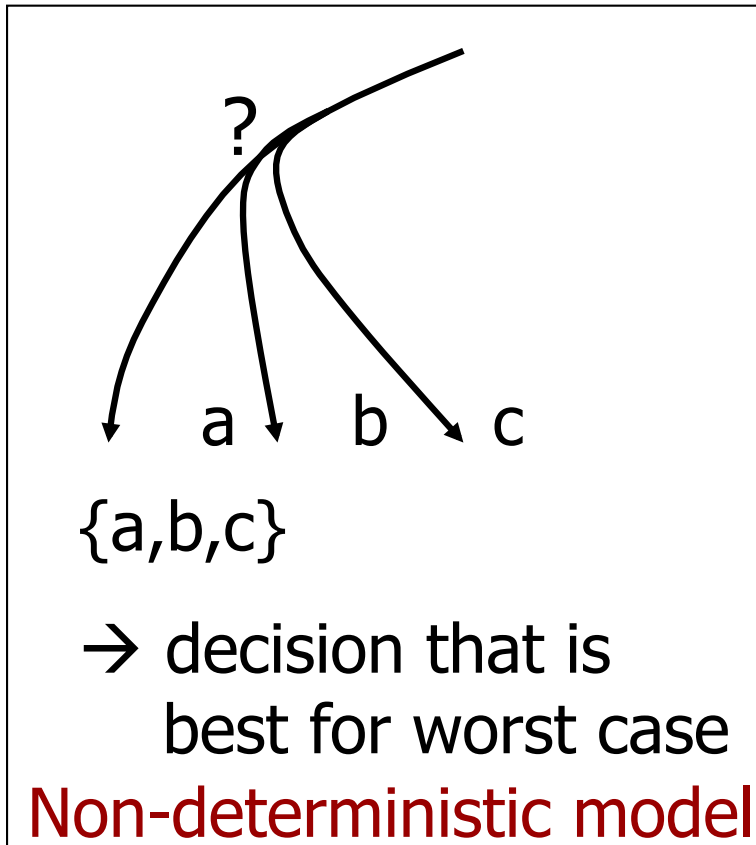 ?
a b c
{a,b,c}
→ decision that is
best for worst case
Non-deterministic model